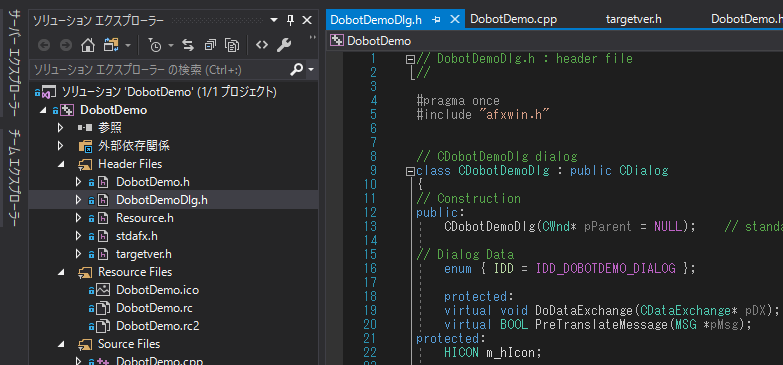 サーバー エクスプローラー
チーム エクスプローラー
ソリューション エクスプローラー
ソリューション エクスプローラー の検索 (Ctrl+:)
ソリューション 'DobotDemo' (1/1 プロジェクト)
DobotDemo
参照
外部依存関係
Header Files
DobotDemo.h
DobotDemoDlg.h
Resource.h
stdafx.h
targetver.h
Resource Files
DobotDemo.ico
DobotDemo.rc
DobotDemo.rc2
Source Files
DobotDemo.cpp
DobotDemoDlg.h DobotDemo.cpp targetver.h DobotDemo.h
DobotDemo
1 // DobotDemoDlg.h : header file
2 //
3
4 #pragma once
5 #include "afxwin.h"
6
7
8 // CDobotDemoDlg dialog
9 class CDobotDemoDlg : public CDialog
10 {
11 // Construction
12 public:
13 CDobotDemoDlg(CWnd* pParent = NULL); // standa
14
15 // Dialog Data
16 enum { IDD = IDD_DOBOTDEMO_DIALOG };
17
18 protected:
19 virtual void DoDataExchange(CDataExchange* pDX);
20 virtual BOOL PreTranslateMessage(MSG *pMsg);
21 protected:
22 HICON m_hIcon;